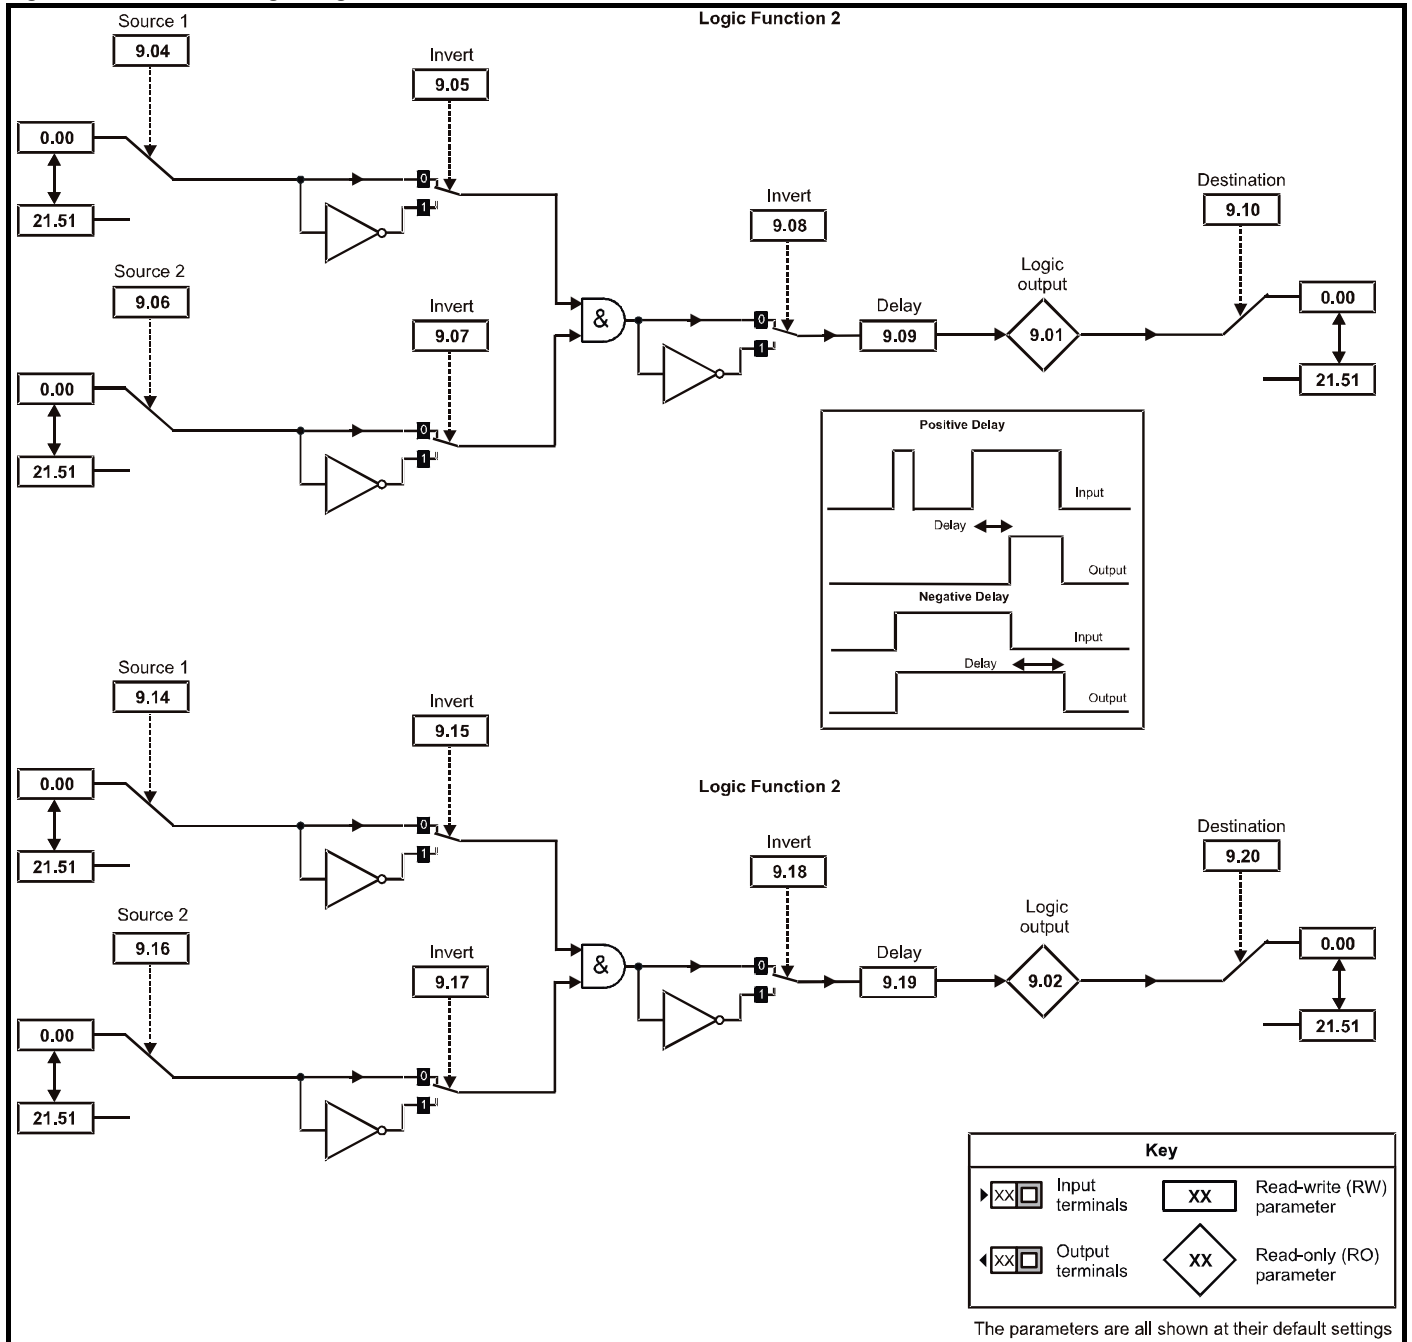 Logic Function 2
Source 1
9.04
Invert
9.05
0.00
21.51
0
1
Source 2
9.06
Invert
9.07
0.00
21.51
0
1
&
Invert
9.08
0
1
Delay
9.09
Logic
output
9.01
Destination
9.10
0.00
21.51
Positive Delay
Input
Delay
Output
Negative Delay
Input
Delay
Output
Logic Function 2
Source 1
9.14
Invert
9.15
0.00
21.51
0
1
Source 2
9.16
Invert
9.17
0.00
21.51
0
1
&
Invert
9.18
0
1
Delay
9.19
Logic
output
9.02
Destination
9.20
0.00
21.51
Key
XX
Input
terminals
XX
Read-write (RW)
parameter
XX
Output
terminals
XX
Read-only (RO)
parameter
The parameters are all shown at their default settings